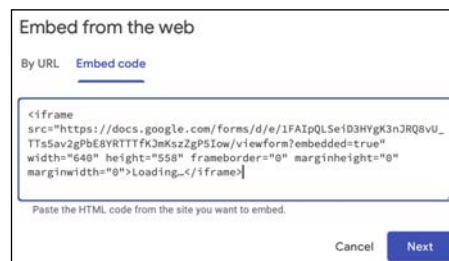 Embed from the web
By URL Embed code
<iframe
src="https://docs.google.com/forms/d/e/1FAIpQLSeiD3HYgK3nJRQ8vU_
TTsSav2gPbE8YRTTTfKJmKszZgP5Iow/viewform?embedded=true"
width="640" height="558" frameborder="0" marginheight="0"
marginwidth="0">Loading…</iframe>
Paste the HTML code from the site you want to embed.
Cancel Next